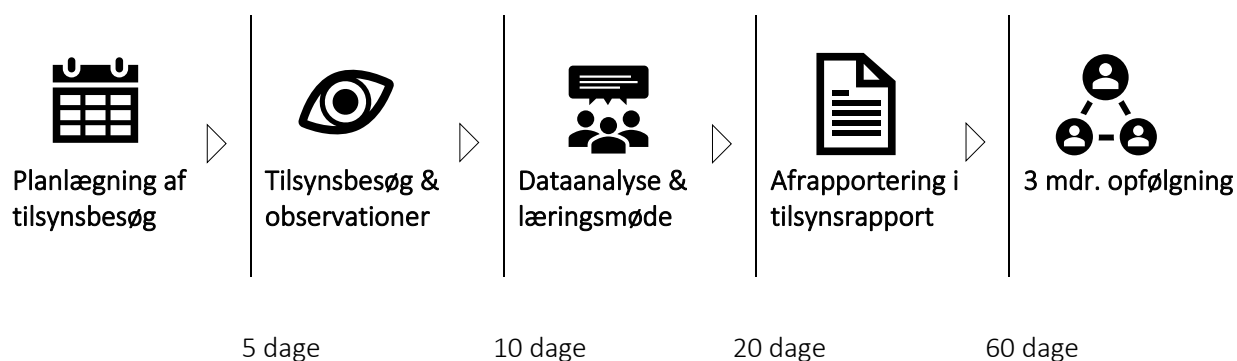 Planlægning af
tilsynsbesøg
Tilsynsbesøg &
observationer
Dataanalyse &
læringsmøde
Afrapportering i
tilsynsrapport
3 mdr. opfølgning
5 dage
10 dage
20 dage
60 dage